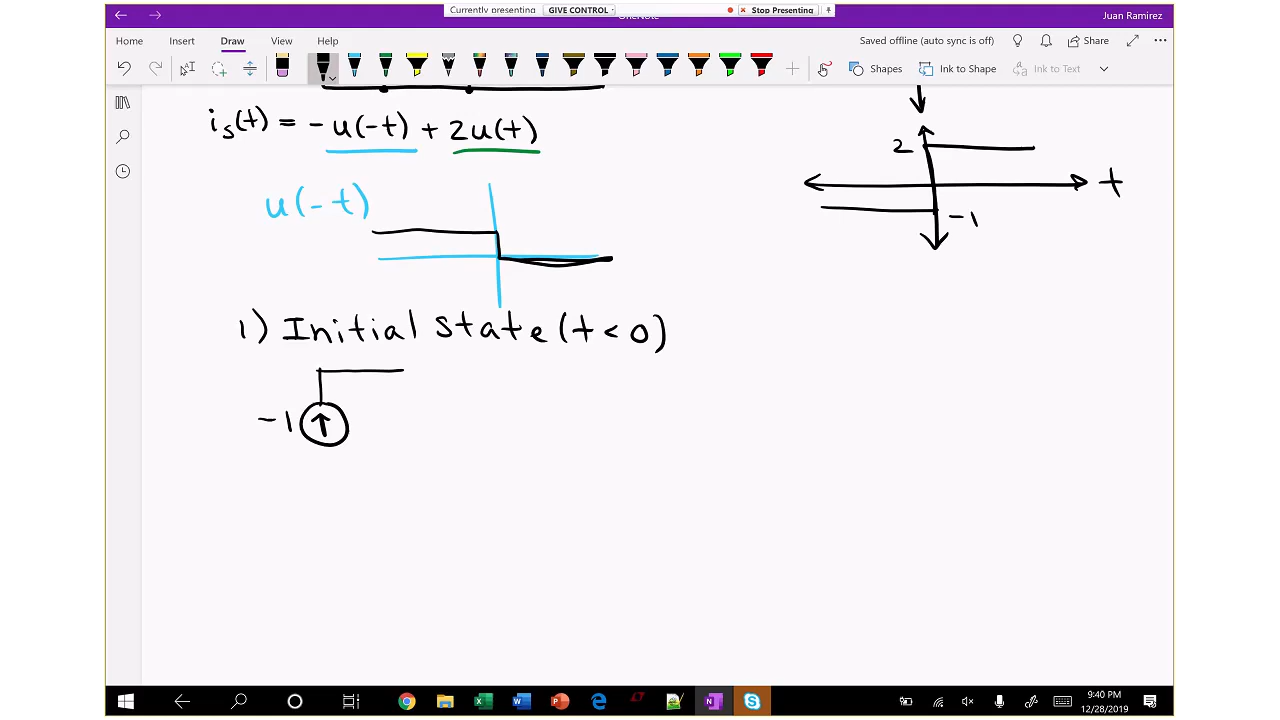 Currently presenting GIVE CONTROL Stop Presenting
OneNote
Juan Ramirez
Home Insert Draw View Help
Saved offline (auto sync is off) Share
Shapes Ink to Shape Ink to Text
i_s(t) = -u(-t) + 2u(t)
2
t
-1
u(-t)
1) Initial state (t < 0)
-1
9:40 PM
12/28/2019